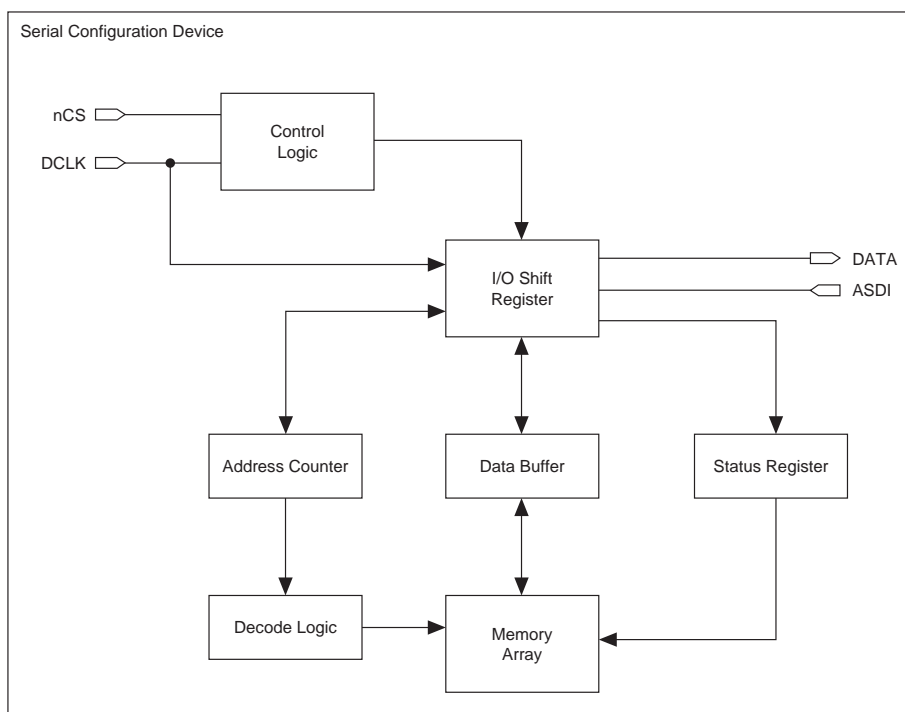 Serial Configuration Device
nCS
DCLK
Control
Logic
I/O Shift
Register
DATA
ASDI
Address Counter
Data Buffer
Status Register
Decode Logic
Memory
Array